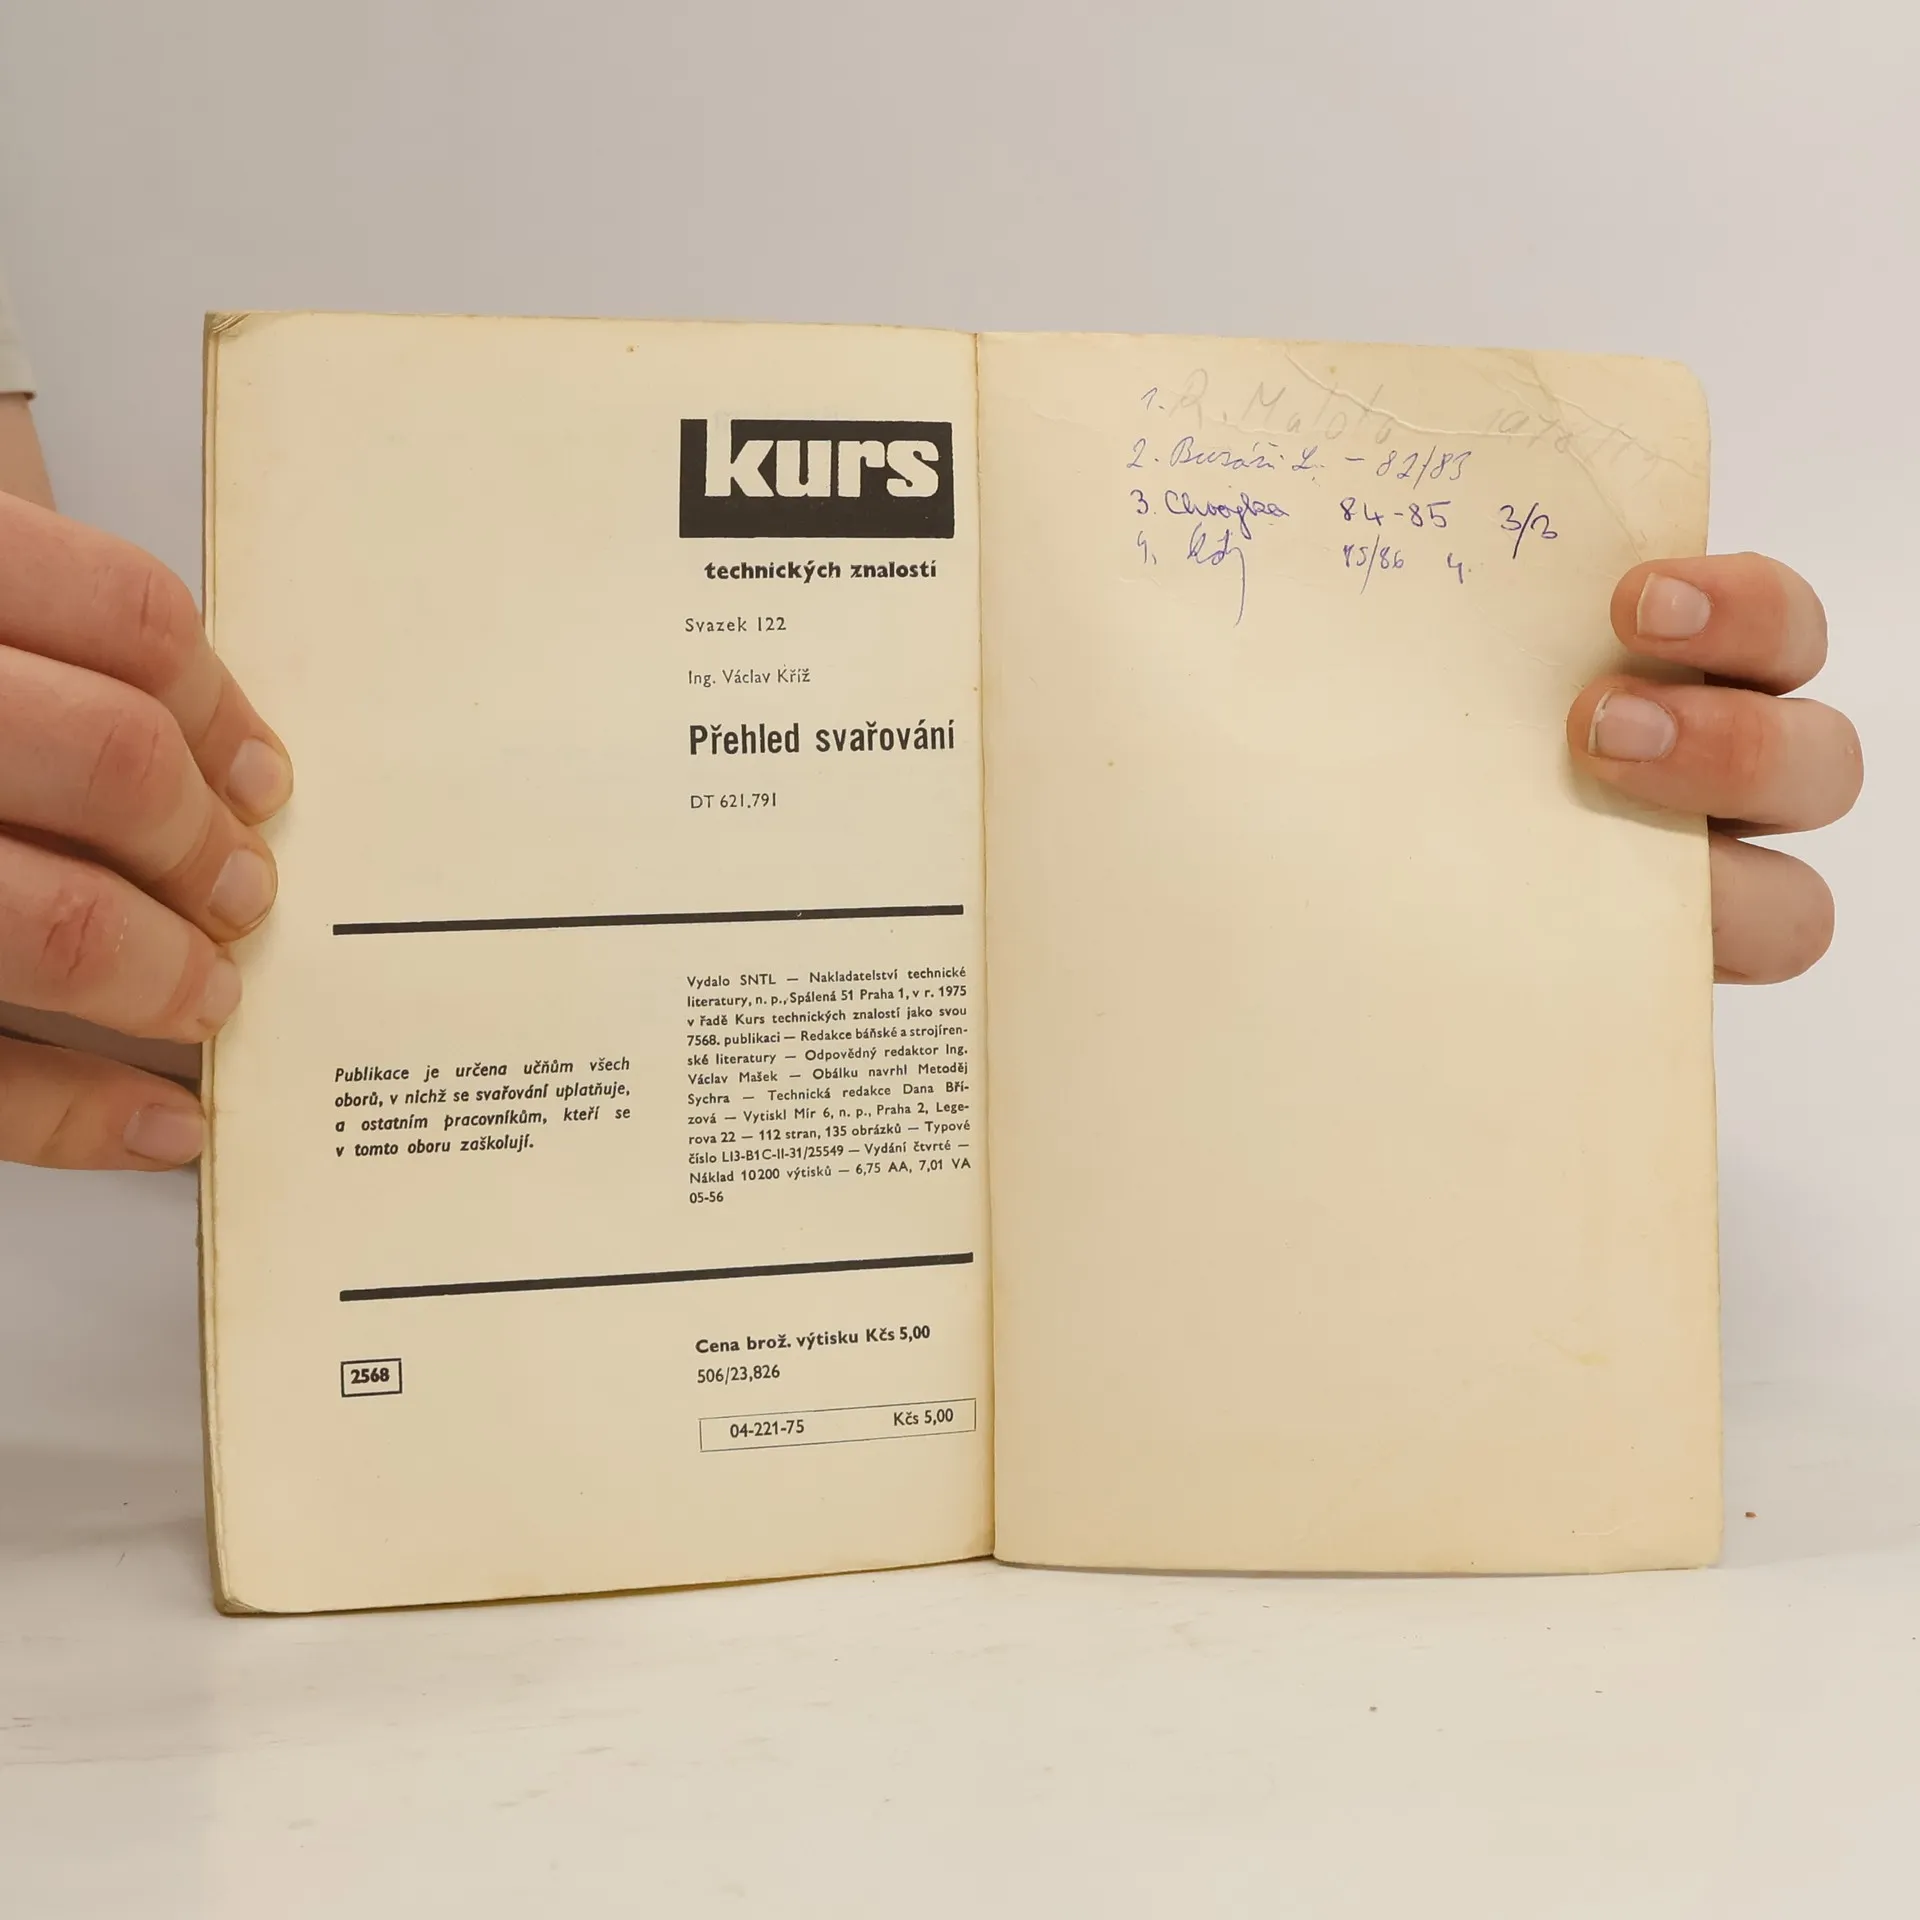 kurs
technických znalostí
Svazek 122
Ing. Václav Kříž
Přehled svařování
DT 621.791
Publikace je určena učňům všech
oborů, v nichž se svařování uplatňuje,
a ostatním pracovníkům, kteří se
v tomto oboru zaškolují.
Vydalo SNTL — Nakladatelství technické
literatury, n. p., Spálená 51 Praha 1, v r. 1975
v řadě Kurs technických znalostí jako svou
7568. publikaci — Redakce báňské a strojíren-
ské literatury — Odpovědný redaktor Ing.
Václav Mašek — Obálku navrhl Metoděj
Sychra — Technická redakce Dana Bří-
zová — Vytiskl Mír 6, n. p., Praha 2, Lege-
rova 22 — 112 stran, 135 obrázků — Typové
číslo LI3-B1C-II-31/25549 — Vydání čtvrté —
Náklad 10200 výtisků — 6,75 AA, 7,01 VA
05-56
2568
Cena brož. výtisku Kčs 5,00
506/23,826
04-221-75 Kčs 5,00
1. R.
2. L. — 82/83
3. Chvojka 84-85 3/3
4. 85/86 4.